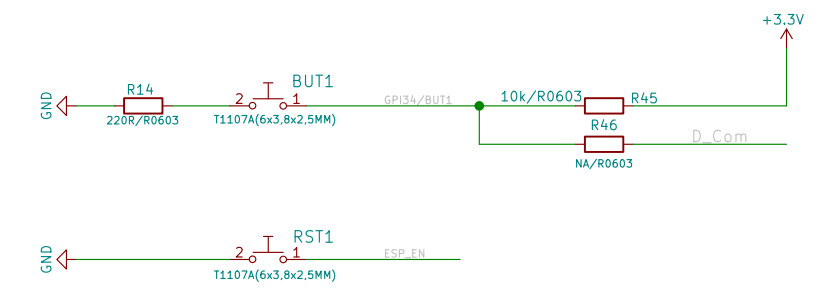 +3.3V
GND
R14
220R/R0603
BUT1
2
1
T1107A(6x3,8x2,5MM)
GPI34/BUT1
10k/R0603
R45
R46
NA/R0603
D_Com
GND
RST1
2
1
T1107A(6x3,8x2,5MM)
ESP_EN